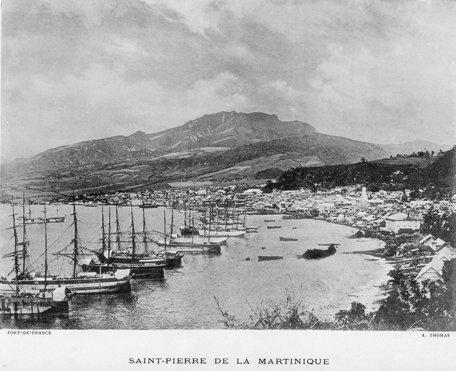 FORT-DE-FRANCE
A. THOMAS
SAINT-PIERRE DE LA MARTINIQUE